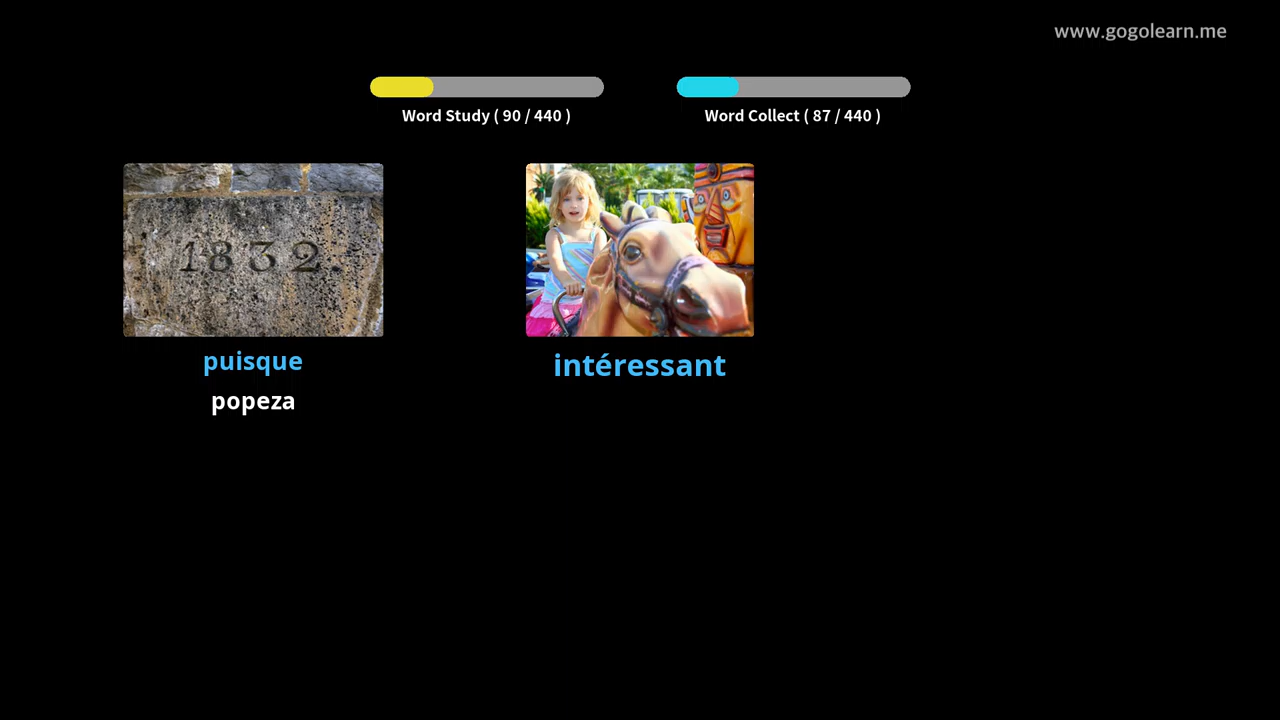 www.gogolearn.me
Word Study ( 90 / 440 )
Word Collect ( 87 / 440 )
1832.
puisque
popeza
intéressant